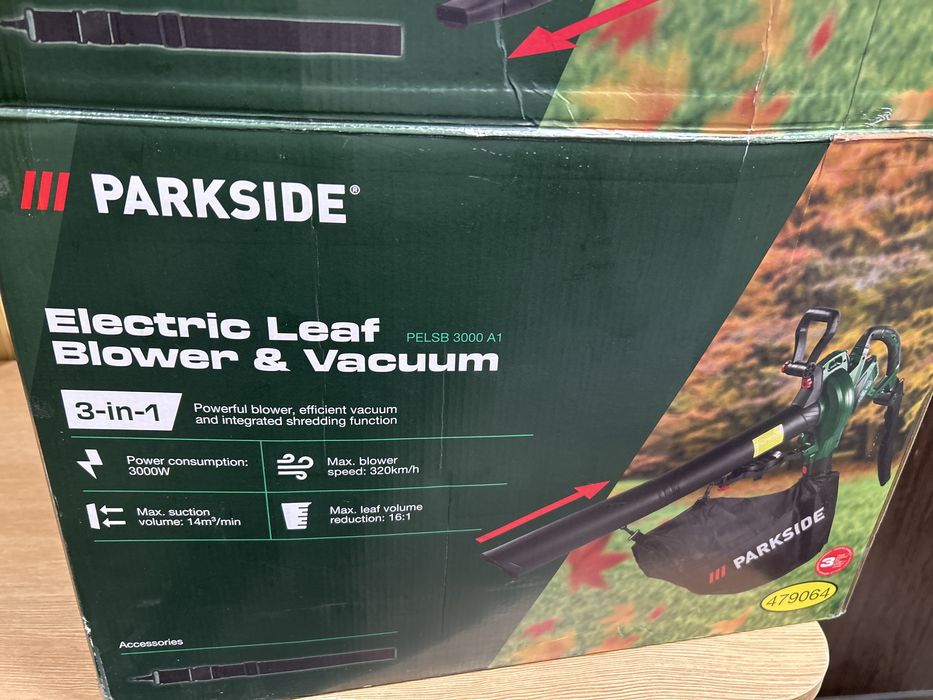 PARKSIDE®
Electric Leaf
Blower & Vacuum
PELSB 3000 A1
3-in-1
Powerful blower, efficient vacuum
and integrated shredding function
Power consumption:
3000W
Max. blower
speed: 320km/h
Max. suction
volume: 14m³/min
Max. leaf volume
reduction: 16:1
PARKSIDE
3
479064
Accessories